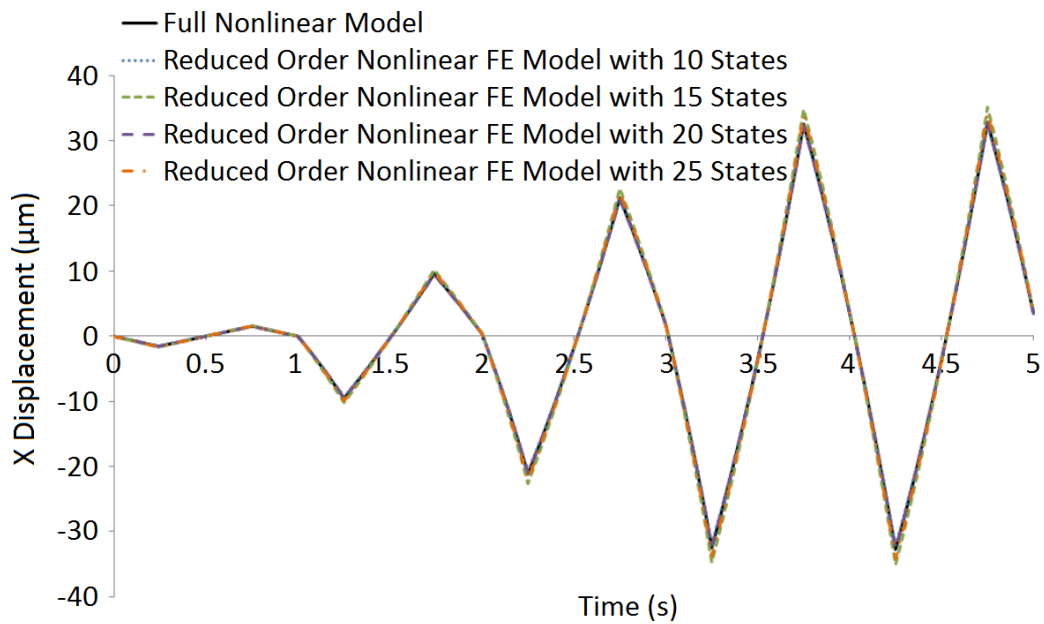 Full Nonlinear Model
Reduced Order Nonlinear FE Model with 10 States
Reduced Order Nonlinear FE Model with 15 States
Reduced Order Nonlinear FE Model with 20 States
Reduced Order Nonlinear FE Model with 25 States
40
30
20
10
0
-10
-20
-30
-40
X Displacement (μm)
0 0.5 1 1.5 2 2.5 3 3.5 4 4.5 5
Time (s)